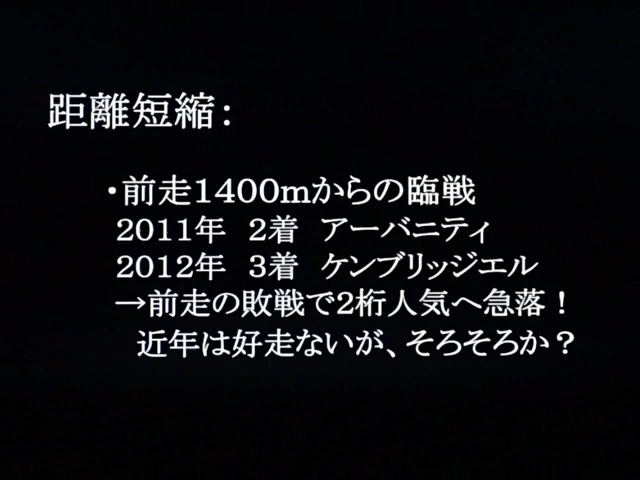 距離短縮：
・前走1400mからの臨戦
2011年　2着　アーバニティ
2012年　3着　ケンブリッジエル
→前走の敗戦で2桁人気へ急落！
近年は好走ないが、そろそろか？